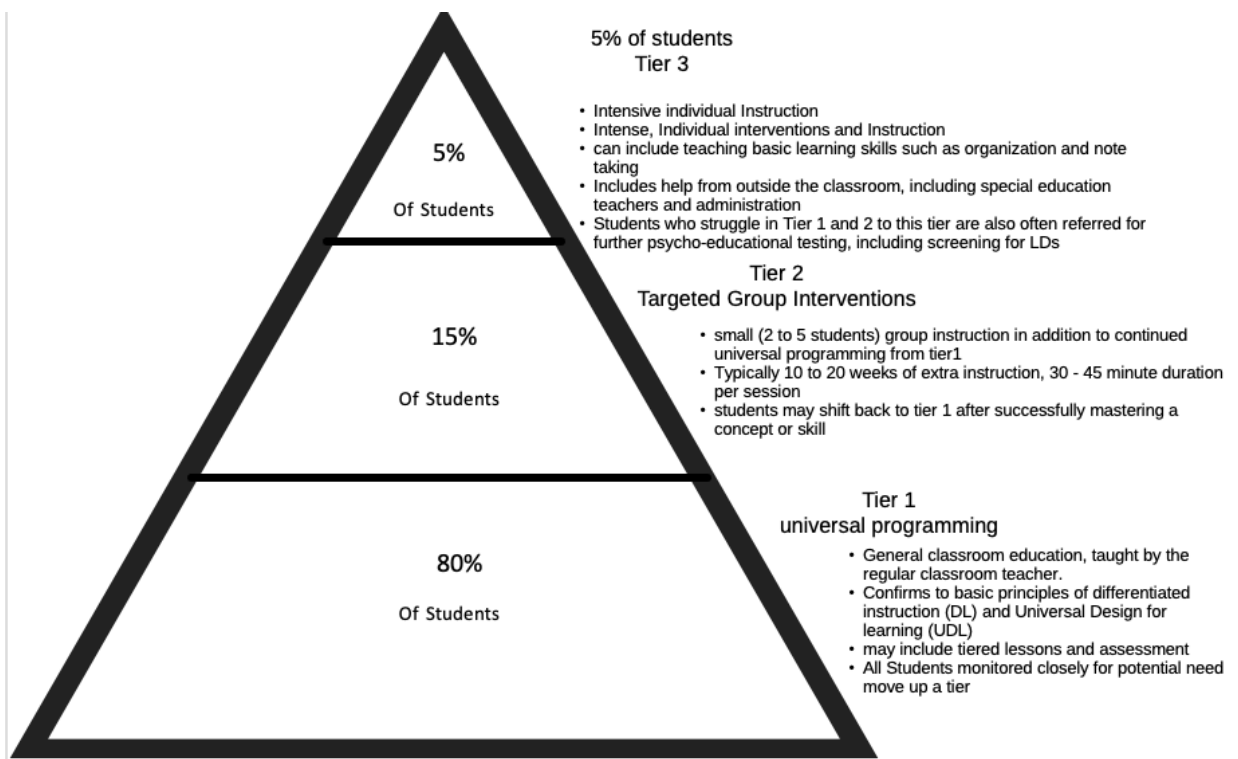 5% of students
Tier 3
5%
Of Students
• Intensive individual Instruction
• Intense, Individual interventions and Instruction
• can include teaching basic learning skills such as organization and note
taking
• Includes help from outside the classroom, including special education
teachers and administration
• Students who struggle in Tier 1 and 2 to this tier are also often referred for
further psycho-educational testing, including screening for LDs
Tier 2
Targeted Group Interventions
15%
Of Students
• small (2 to 5 students) group instruction in addition to continued
universal programming from tier1
• Typically 10 to 20 weeks of extra instruction, 30 - 45 minute duration
per session
• students may shift back to tier 1 after successfully mastering a
concept or skill
Tier 1
universal programming
80%
Of Students
• General classroom education, taught by the
regular classroom teacher.
• Confirms to basic principles of differentiated
instruction (DL) and Universal Design for
learning (UDL)
• may include tiered lessons and assessment
• All Students monitored closely for potential need
move up a tier